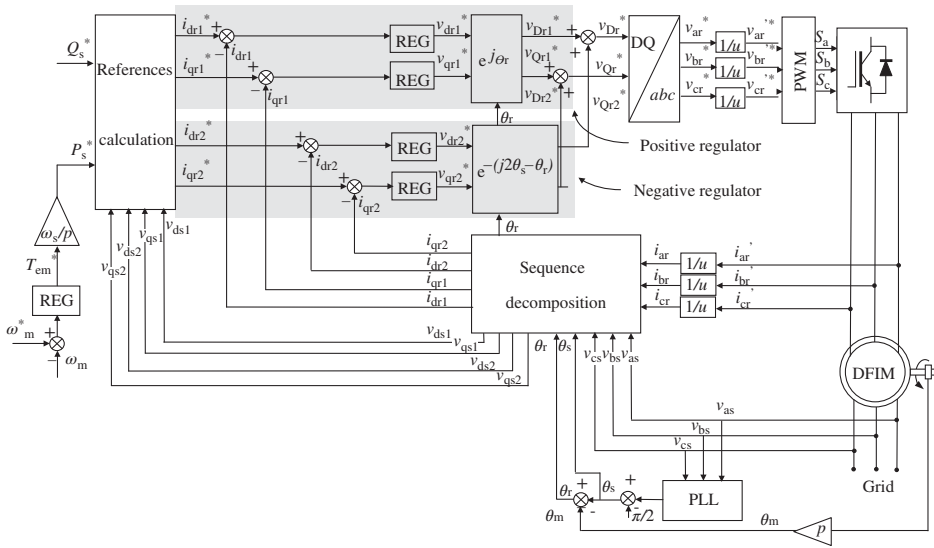 Q_s^*
References
calculation
P_s^*
i_dr1^*
i_dr1
i_qr1^*
i_qr1
REG
REG
v_dr1^*
v_qr1^*
e^jθ_r
v_Dr1^*
v_Qr1^*
v_Dr2^*
v_Dr^*
v_Qr^*
v_Qr2^*
DQ
abc
v_ar^*
v_br^*
v_cr^*
1/u
1/u
1/u
v_ar'^*
v_br'^*
v_cr'^*
PWM
S_a
S_b
S_c
θ_r
i_dr2^*
i_dr2
i_qr2^*
i_qr2
REG
REG
v_dr2^*
v_qr2^*
e^−(j2θ_s−θ_r)
Positive regulator
Negative regulator
θ_r
ω_s/p
T_em^*
REG
ω_m^*
ω_m
v_qs2
v_ds2
v_qs1
v_ds1
i_qr2
i_dr2
i_qr1
i_dr1
Sequence
decomposition
i_ar
i_br
i_cr
1/u
1/u
1/u
i_ar'
i_br'
i_cr'
v_ds1
v_qs1
v_ds2
v_qs2
θ_r
θ_s
v_cs
v_bs
v_as
DFIM
v_as
v_bs
v_cs
Grid
PLL
θ_r
θ_s
π/2
θ_m
θ_m
p
+
−
+
−
+
−
+
−
+
−
+
+
+
+
+
-
+
-